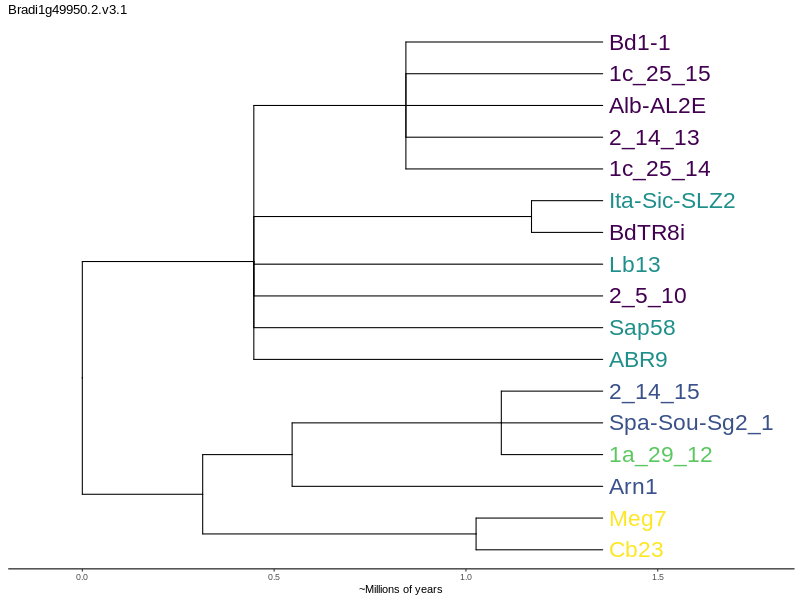 Bradi1g49950.2.v3.1
Bd1-1
1c_25_15
Alb-AL2E
2_14_13
1c_25_14
Ita-Sic-SLZ2
BdTR8i
Lb13
2_5_10
Sap58
ABR9
2_14_15
Spa-Sou-Sg2_1
1a_29_12
Arn1
Meg7
Cb23
0.0 0.5 1.0 1.5
~Millions of years